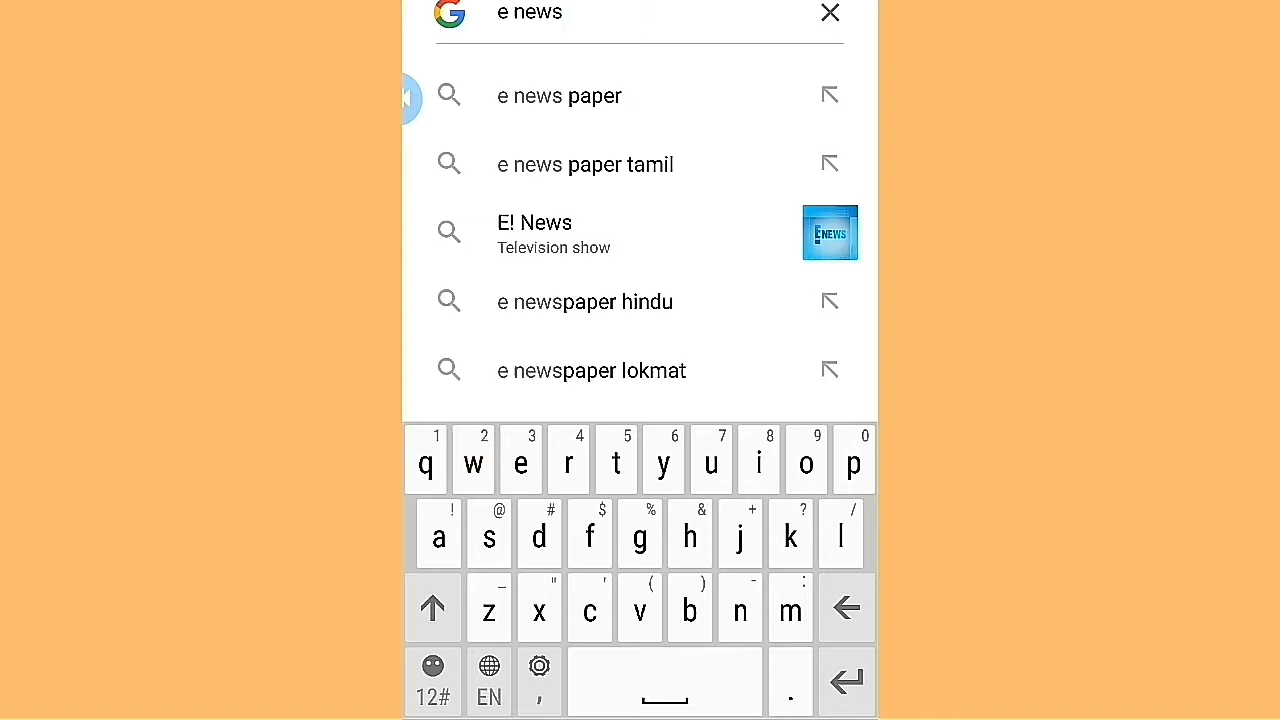 e news
e news paper
e news paper tamil
E! News
Television show
E NEWS
e newspaper hindu
e newspaper lokmat
1 2 3 4 5 6 7 8 9 0
q w e r t y u i o p
! @ # $ % & + ? /
a s d f g h j k l
_ " ' ( ) - :
z x c v b n m
12# EN , .